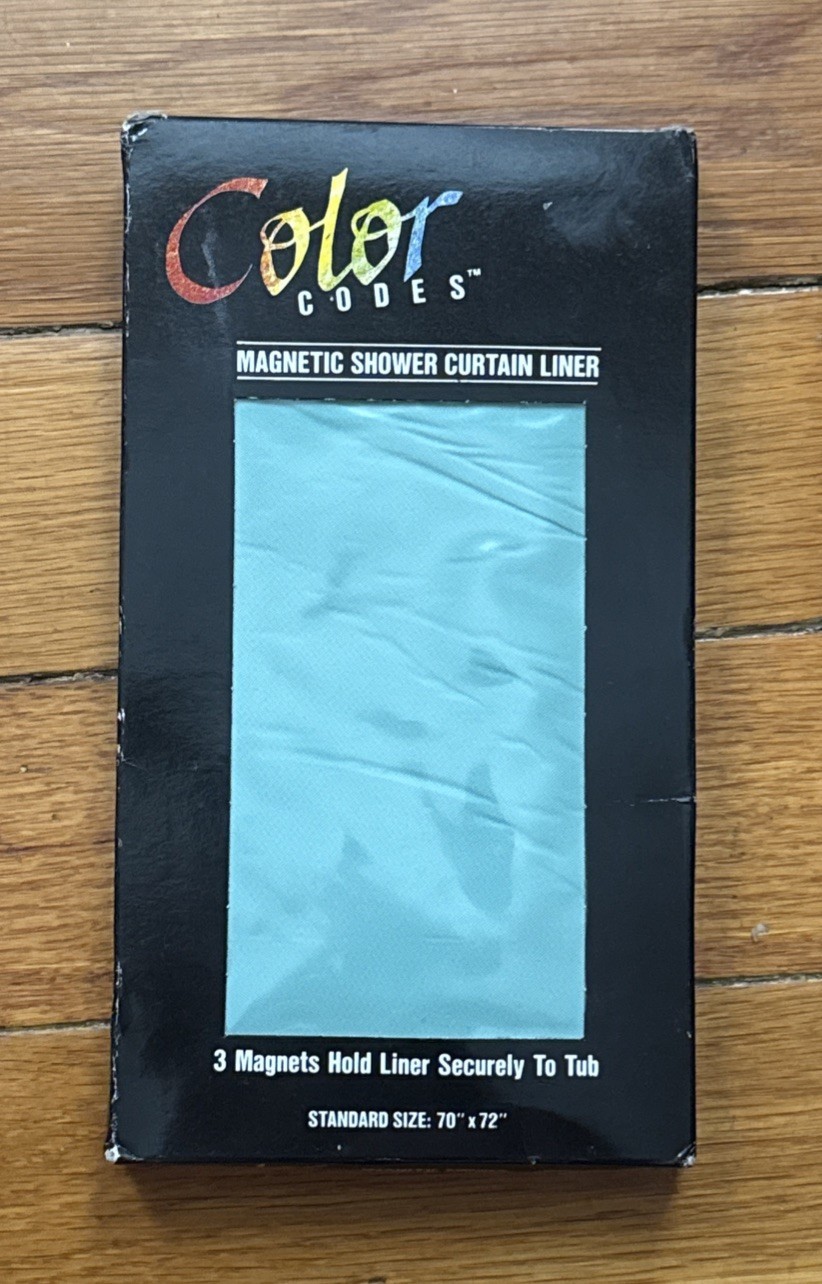 Color
CODES™
MAGNETIC SHOWER CURTAIN LINER
3 Magnets Hold Liner Securely To Tub
STANDARD SIZE: 70" x 72"